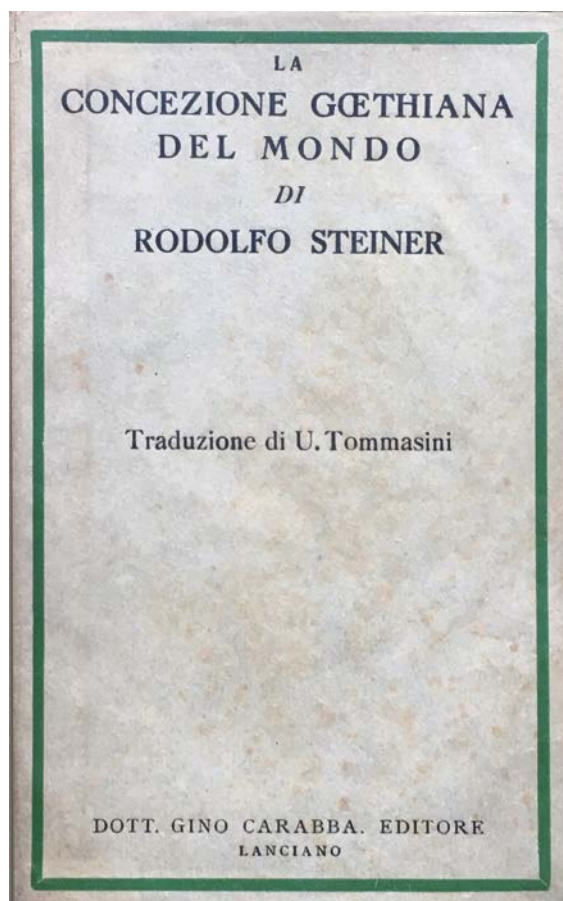 LA
CONCEZIONE GŒTHIANA
DEL MONDO
DI
RODOLFO STEINER
Traduzione di U. Tommasini
DOTT. GINO CARABBA. EDITORE
LANCIANO